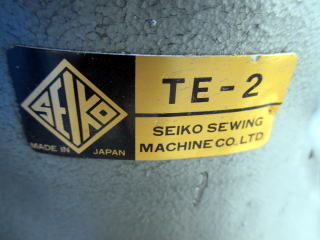 SEIKO
MADE IN JAPAN
TE-2
SEIKO SEWING
MACHINE CO. LTD.